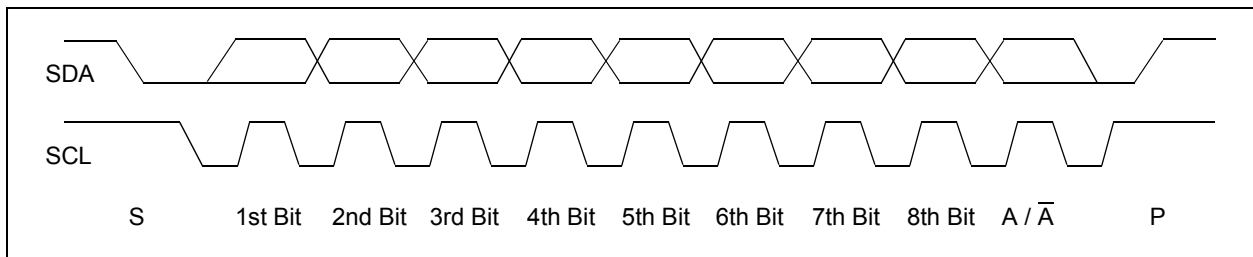 SDA
SCL
S 1st Bit 2nd Bit 3rd Bit 4th Bit 5th Bit 6th Bit 7th Bit 8th Bit A / A̅ P